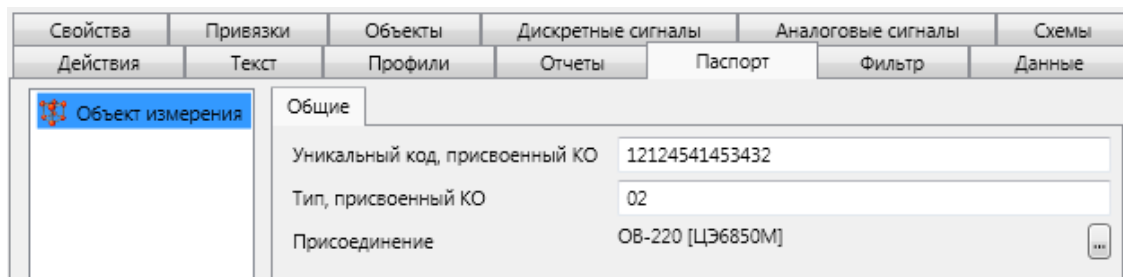 Свойства Привязки Объекты Дискретные сигналы Аналоговые сигналы Схемы
Действия Текст Профили Отчеты Паспорт Фильтр Данные
Объект измерения
Общие
Уникальный код, присвоенный КО 12124541453432
Тип, присвоенный КО 02
Присоединение ОВ-220 [ЦЭ6850М] ...